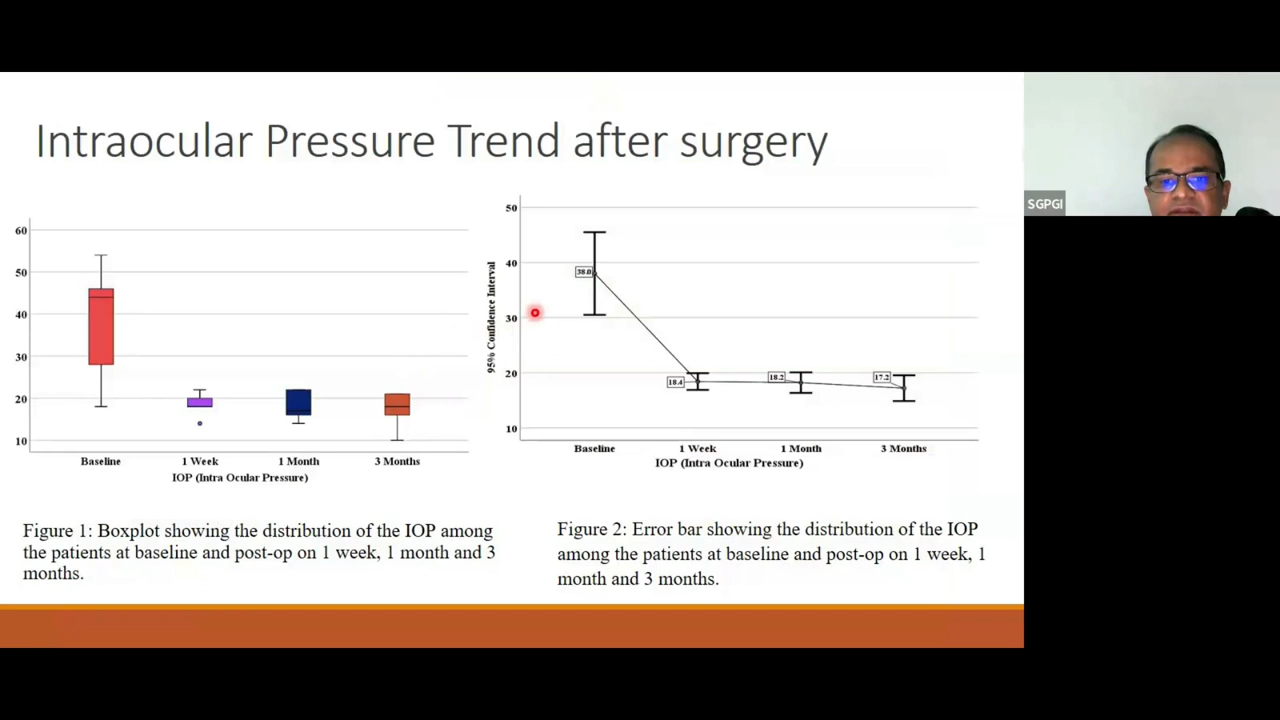 Intraocular Pressure Trend after surgery
SGPGI
60
50
40
30
20
10
Baseline
1 Week
1 Month
3 Months
IOP (Intra Ocular Pressure)
Figure 1: Boxplot showing the distribution of the IOP among
the patients at baseline and post-op on 1 week, 1 month and 3
months.
95% Confidence Interval
50
40
30
20
10
38.0
18.4
18.2
17.2
Baseline
1 Week
1 Month
3 Months
IOP (Intra Ocular Pressure)
Figure 2: Error bar showing the distribution of the IOP
among the patients at baseline and post-op on 1 week, 1
month and 3 months.